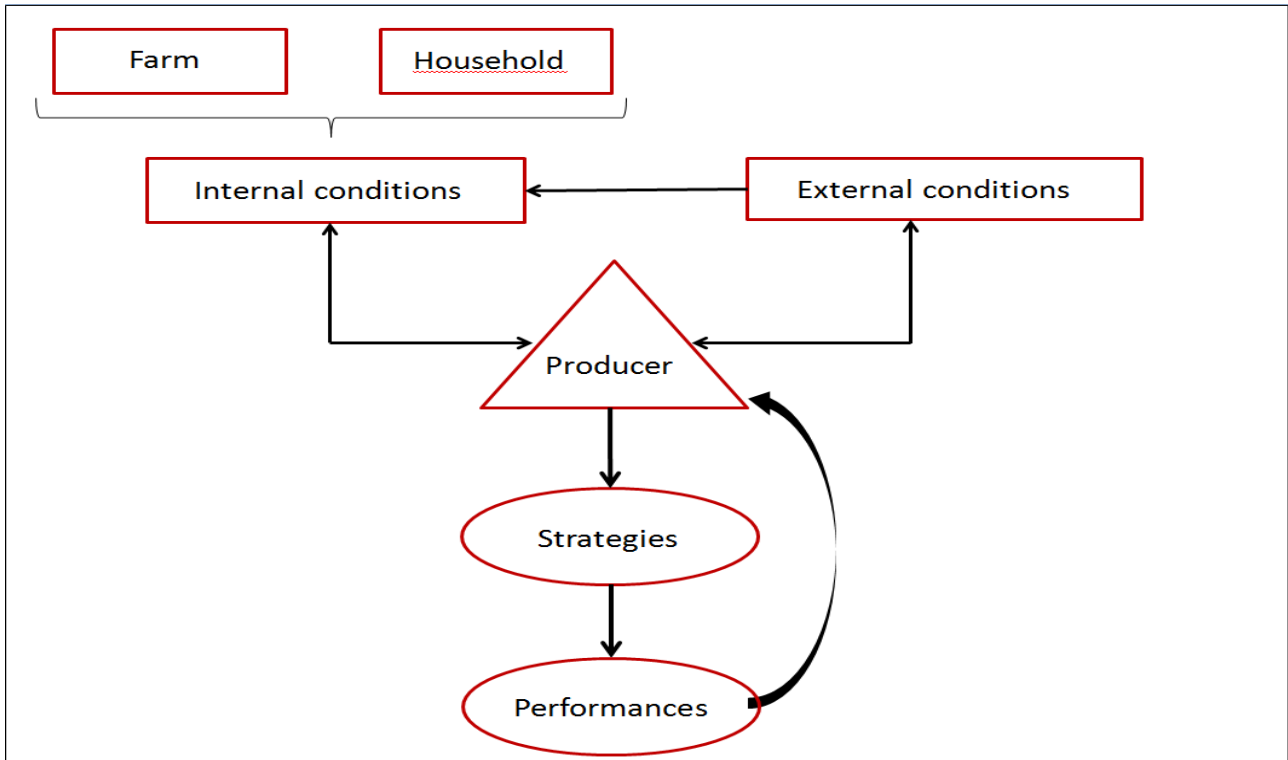 Farm
Household
Internal conditions
External conditions
Producer
Strategies
Performances